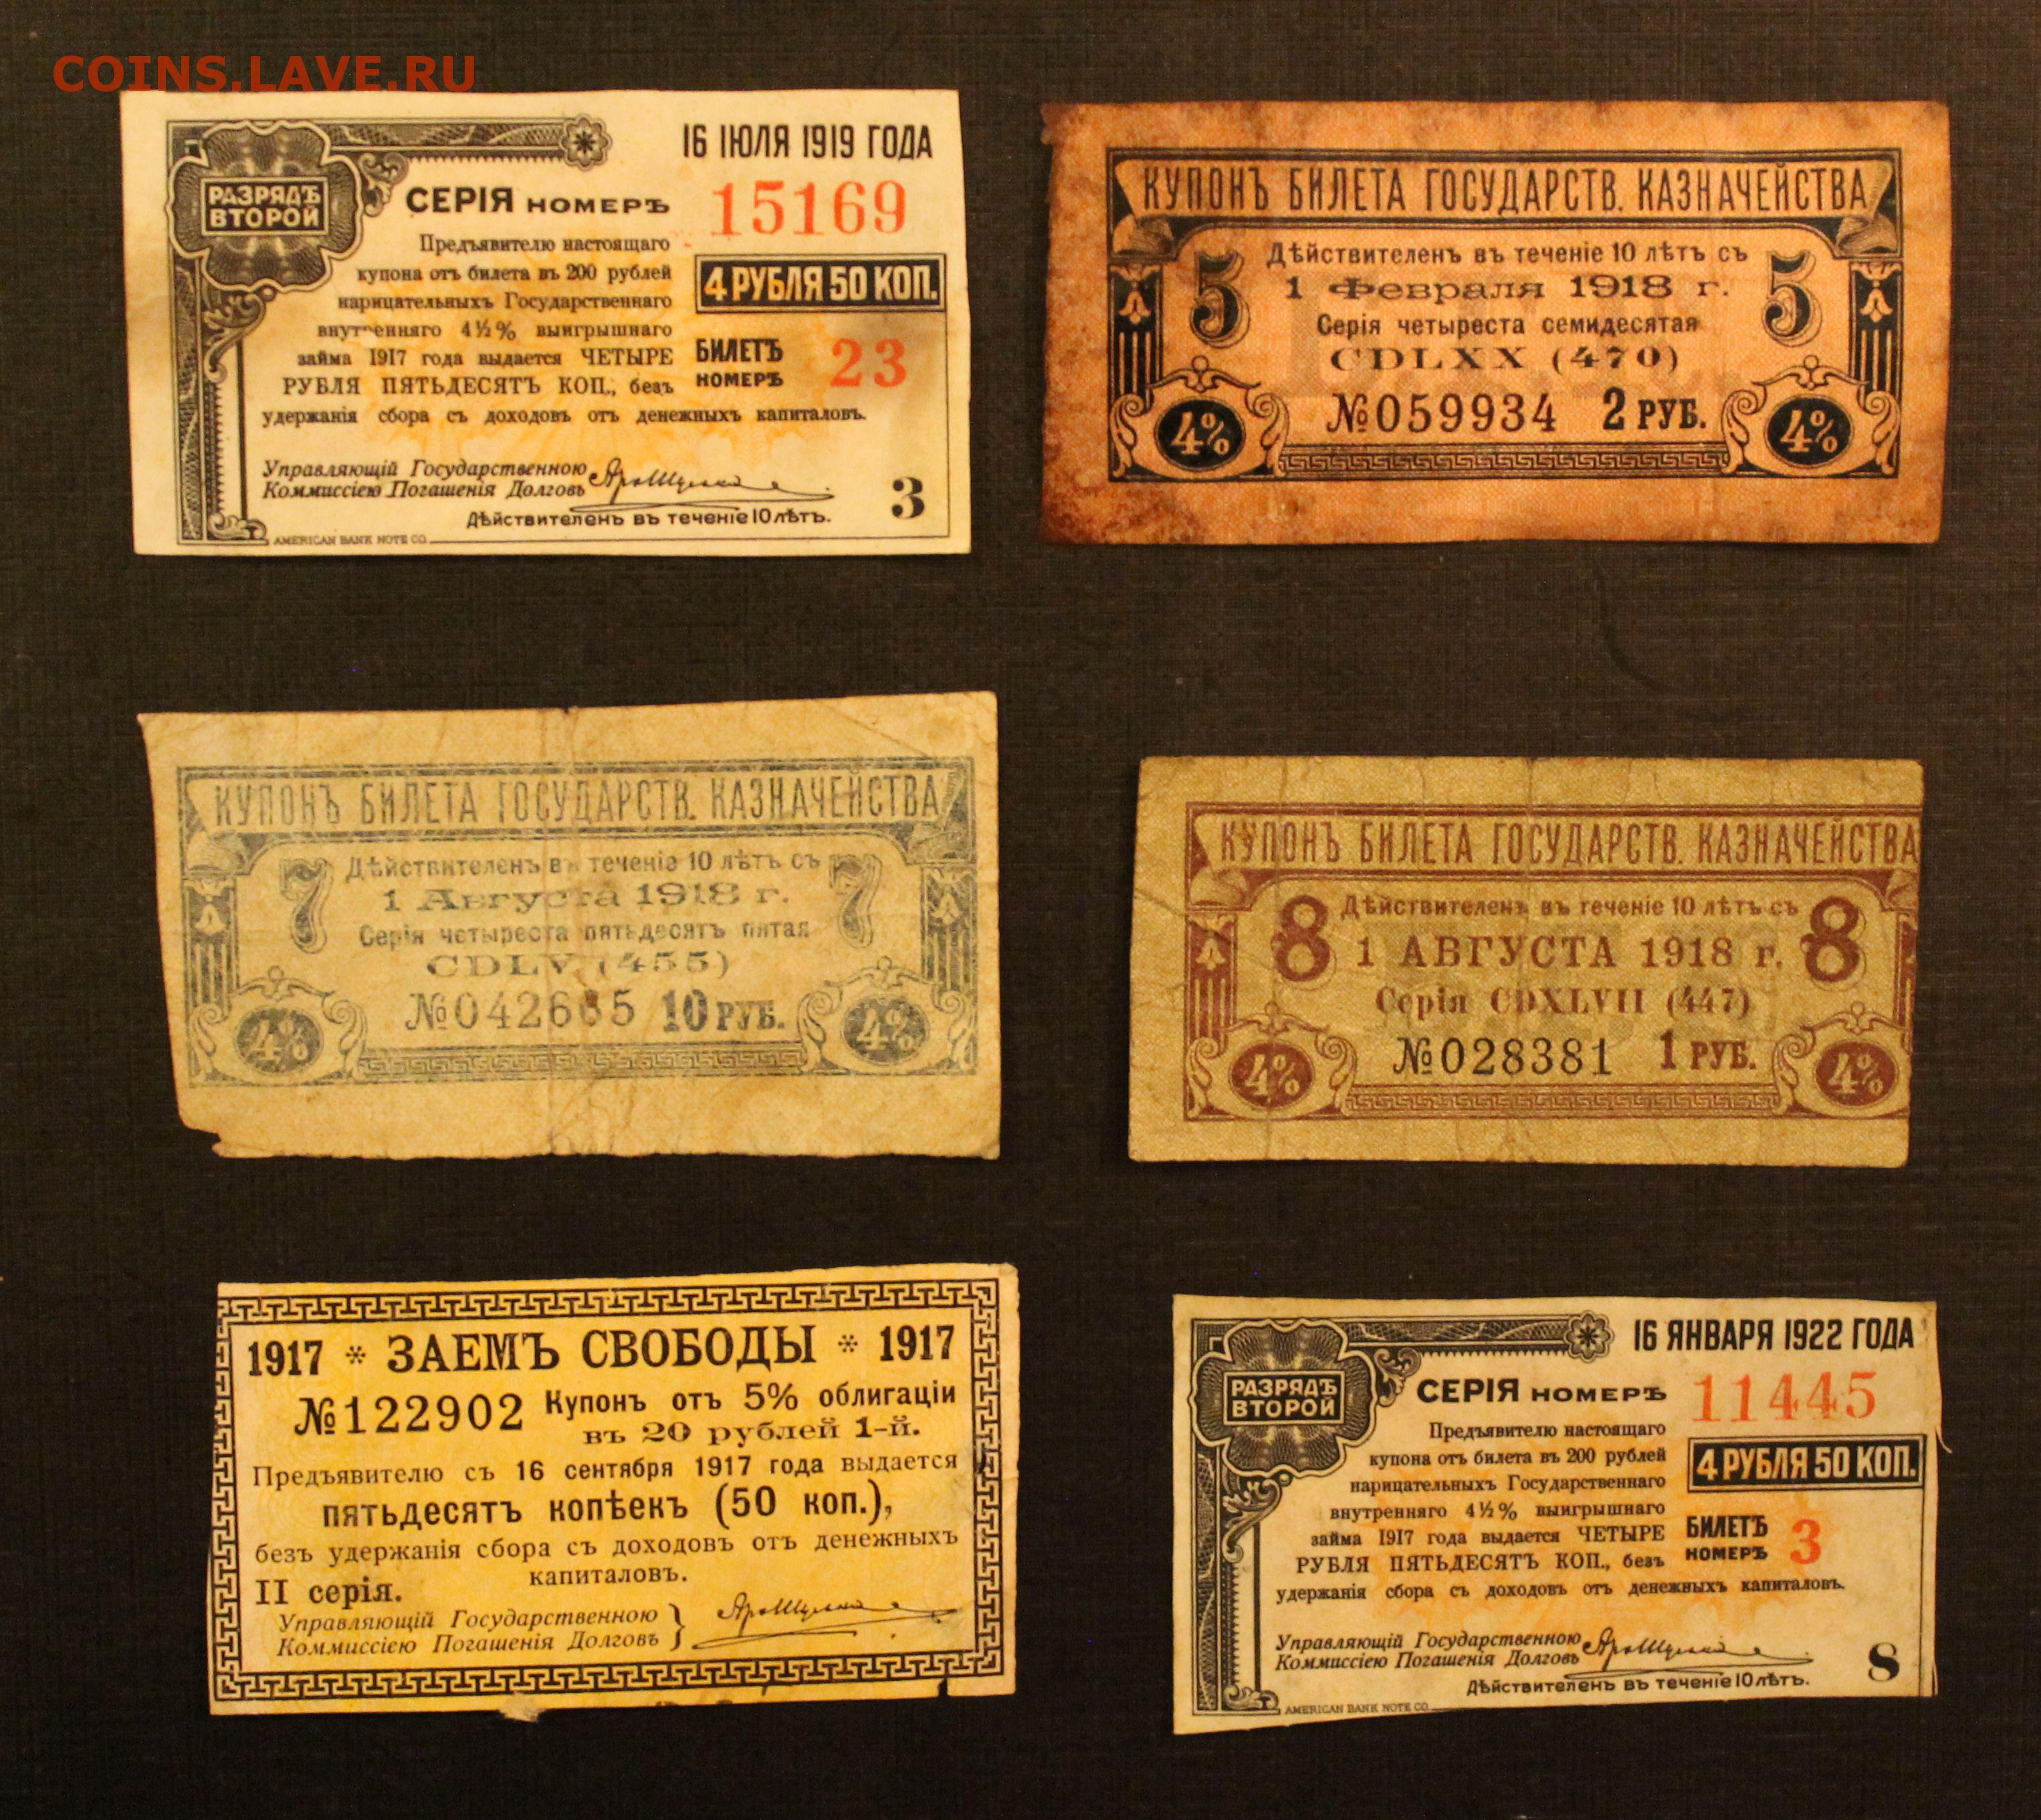 COINS.LAVE.RU
16 ІЮЛЯ 1919 ГОДА
РАЗРЯДЪ
ВТОРОЙ
СЕРІЯ НОМЕРЪ 15169
Предъявителю настоящаго
купона отъ билета въ 200 рублей
нарицательныхъ Государственнаго
внутренняго 4½% выигрышнаго
займа 1917 года выдается ЧЕТЫРЕ
РУБЛЯ ПЯТЬДЕСЯТЪ КОП., безъ
удержанія сбора съ доходовъ отъ денежныхъ капиталовъ.
4 РУБЛЯ 50 КОП.
БИЛЕТЪ
НОМЕРЪ 23
Управляющій Государственною
Коммиссіею Погашенія Долговъ
Дѣйствителенъ въ теченіе 10 лѣтъ.
3
AMERICAN BANK NOTE CO.
КУПОНЪ БИЛЕТА ГОСУДАРСТВ. КАЗНАЧЕЙСТВА
Дѣйствителенъ въ теченіе 10 лѣтъ съ
5 1 Февраля 1918 г. 5
Серія четыреста семидесятая
CDLXX (470)
4% №059934 2 РУБ. 4%
КУПОНЪ БИЛЕТА ГОСУДАРСТВ. КАЗНАЧЕЙСТВА
Дѣйствителенъ въ теченіе 10 лѣтъ съ
7 1 Августа 1918 г. 7
Серія четыреста пятьдесятъ пятая
CDLV (455)
№042685 10 РУБ.
4% 4%
КУПОНЪ БИЛЕТА ГОСУДАРСТВ. КАЗНАЧЕЙСТВА
Дѣйствителенъ въ теченіе 10 лѣтъ съ
8 1 АВГУСТА 1918 г. 8
Серія CDXLVII (447)
№028381 1 РУБ.
4% 4%
1917 * ЗАЕМЪ СВОБОДЫ * 1917
№122902 Купонъ отъ 5% облигаціи
въ 20 рублей 1-й.
Предъявителю съ 16 сентября 1917 года выдается
пятьдесятъ копѣекъ (50 коп.),
безъ удержанія сбора съ доходовъ отъ денежныхъ
капиталовъ.
II серія.
Управляющій Государственною
Коммиссіею Погашенія Долговъ
16 ЯНВАРЯ 1922 ГОДА
РАЗРЯДЪ
ВТОРОЙ
СЕРІЯ НОМЕРЪ 11445
Предъявителю настоящаго
купона отъ билета въ 200 рублей
нарицательныхъ Государственнаго
внутренняго 4½% выигрышнаго
займа 1917 года выдается ЧЕТЫРЕ
РУБЛЯ ПЯТЬДЕСЯТЪ КОП., безъ
удержанія сбора съ доходовъ отъ денежныхъ капиталовъ.
4 РУБЛЯ 50 КОП.
БИЛЕТЪ
НОМЕРЪ 3
Управляющій Государственною
Коммиссіею Погашенія Долговъ
Дѣйствителенъ въ теченіе 10 лѣтъ.
8
AMERICAN BANK NOTE CO.